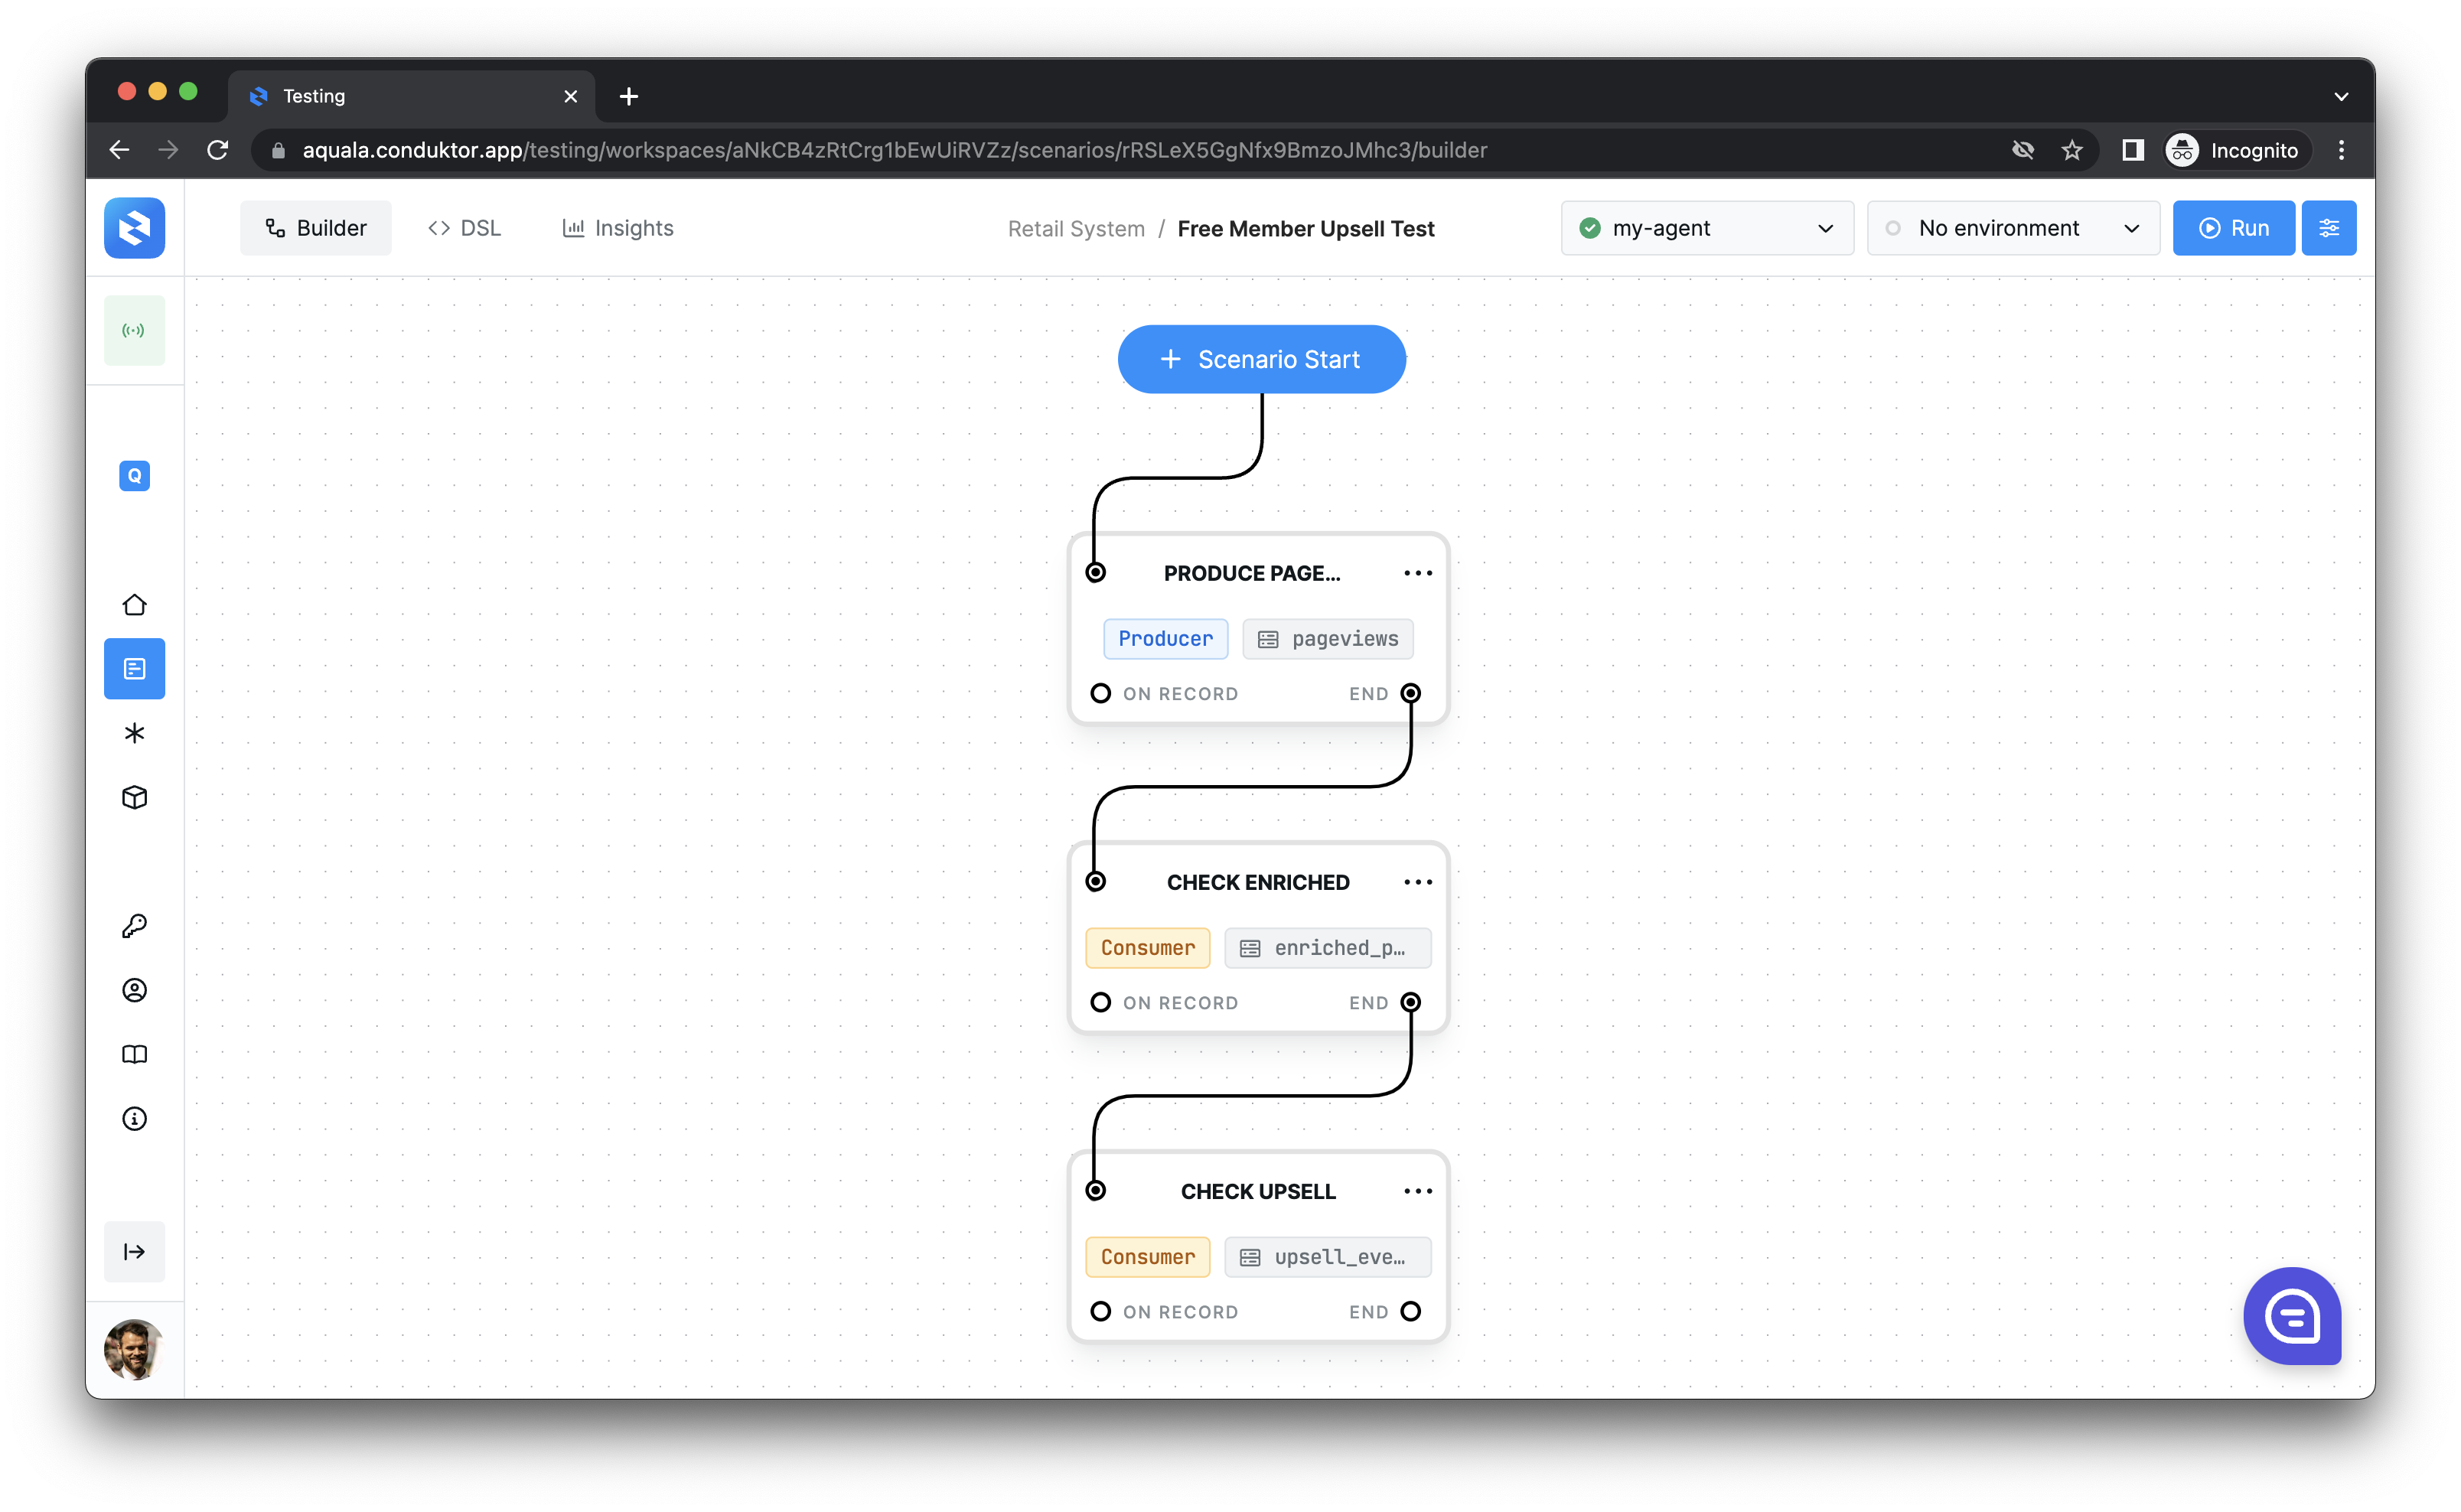 Testing
aquala.conduktor.app/testing/workspaces/aNkCB4zRtCrg1bEwUiRVZz/scenarios/rRSLeX5GgNfx9BmzoJMhc3/builder
Incognito
Builder
DSL
Insights
Retail System / Free Member Upsell Test
my-agent
No environment
Run
Q
+ Scenario Start
PRODUCE PAGE...
Producer
pageviews
ON RECORD
END
CHECK ENRICHED
Consumer
enriched_p...
ON RECORD
END
CHECK UPSELL
Consumer
upsell_eve...
ON RECORD
END